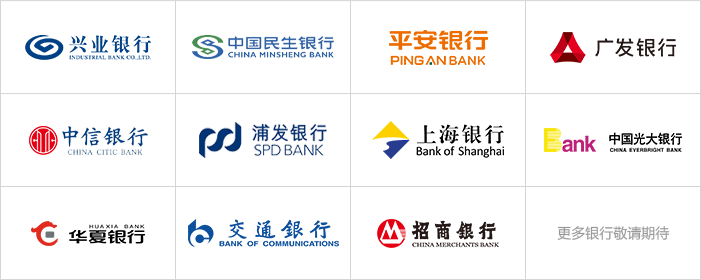 兴业银行
INDUSTRIAL BANK CO.,LTD.
中国民生银行
CHINA MINSHENG BANK
平安银行
PING AN BANK
广发银行
中信银行
CHINA CITIC BANK
浦发银行
SPD BANK
上海银行
Bank of Shanghai
Bank
中国光大银行
CHINA EVERBRIGHT BANK
HUAXIA BANK
华夏银行
交通銀行
BANK OF COMMUNICATIONS
招商銀行
CHINA MERCHANTS BANK
更多银行敬请期待